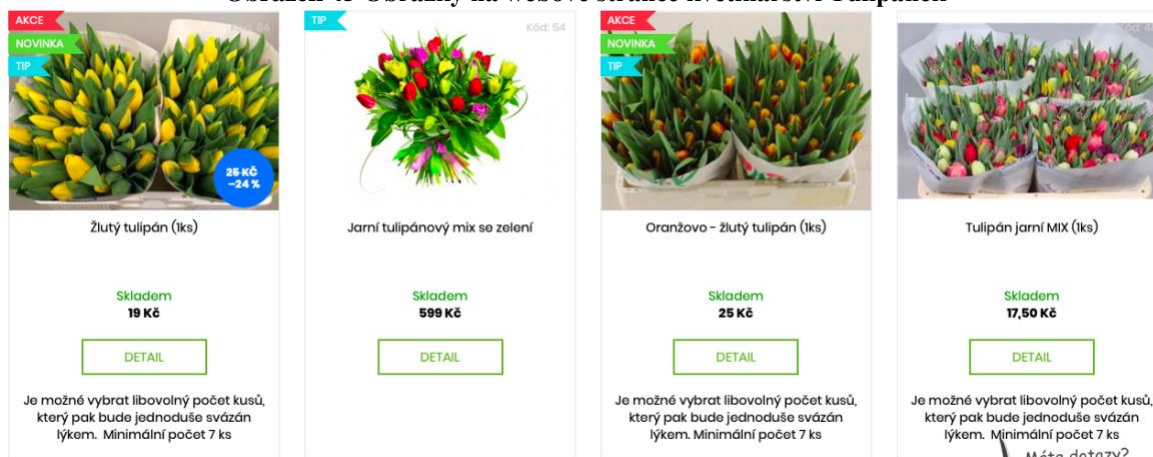 AKCE
NOVINKA
TIP
Kód: 64
25 KČ
–24 %
Žlutý tulipán (1ks)
Skladem
19 Kč
DETAIL
Je možné vybrat libovolný počet kusů,
který pak bude jednoduše svázán
lýkem. Minimální počet 7 ks
TIP
Kód: 54
Jarní tulipánový mix se zelení
Skladem
599 Kč
DETAIL
AKCE
NOVINKA
TIP
Oranžovo - žlutý tulipán (1ks)
Skladem
25 Kč
DETAIL
Je možné vybrat libovolný počet kusů,
který pak bude jednoduše svázán
lýkem. Minimální počet 7 ks
Tulipán jarní MIX (1ks)
Skladem
17,50 Kč
DETAIL
Je možné vybrat libovolný počet kusů,
který pak bude jednoduše svázán
lýkem. Minimální počet 7 ks
Máte dotazy?